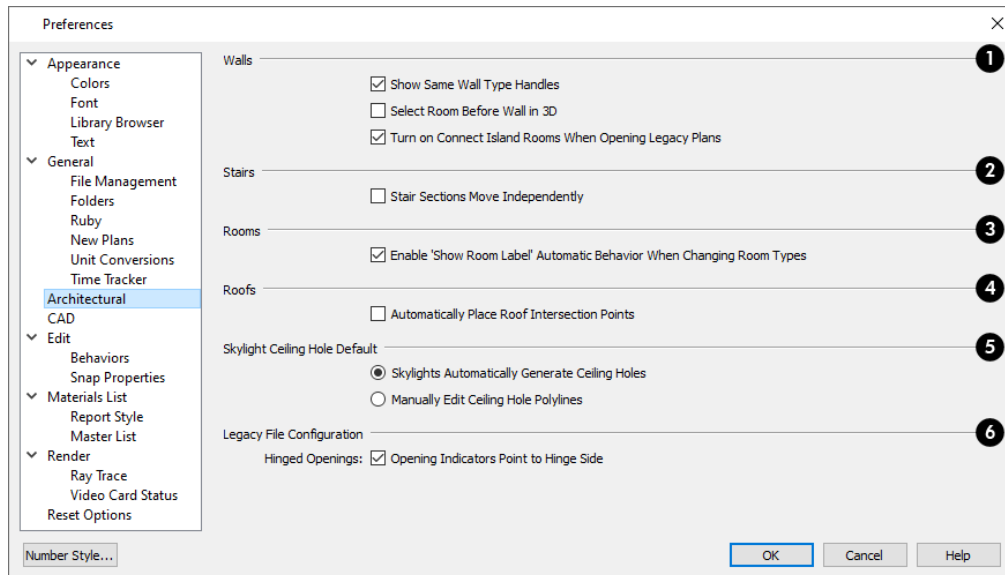 Preferences
Appearance
Colors
Font
Library Browser
Text
General
File Management
Folders
Ruby
New Plans
Unit Conversions
Time Tracker
Architectural
CAD
Edit
Behaviors
Snap Properties
Materials List
Report Style
Master List
Render
Ray Trace
Video Card Status
Reset Options
Walls 1
Show Same Wall Type Handles
Select Room Before Wall in 3D
Turn on Connect Island Rooms When Opening Legacy Plans
Stairs 2
Stair Sections Move Independently
Rooms 3
Enable 'Show Room Label' Automatic Behavior When Changing Room Types
Roofs 4
Automatically Place Roof Intersection Points
Skylight Ceiling Hole Default 5
Skylights Automatically Generate Ceiling Holes
Manually Edit Ceiling Hole Polylines
Legacy File Configuration 6
Hinged Openings: Opening Indicators Point to Hinge Side
Number Style... OK Cancel Help